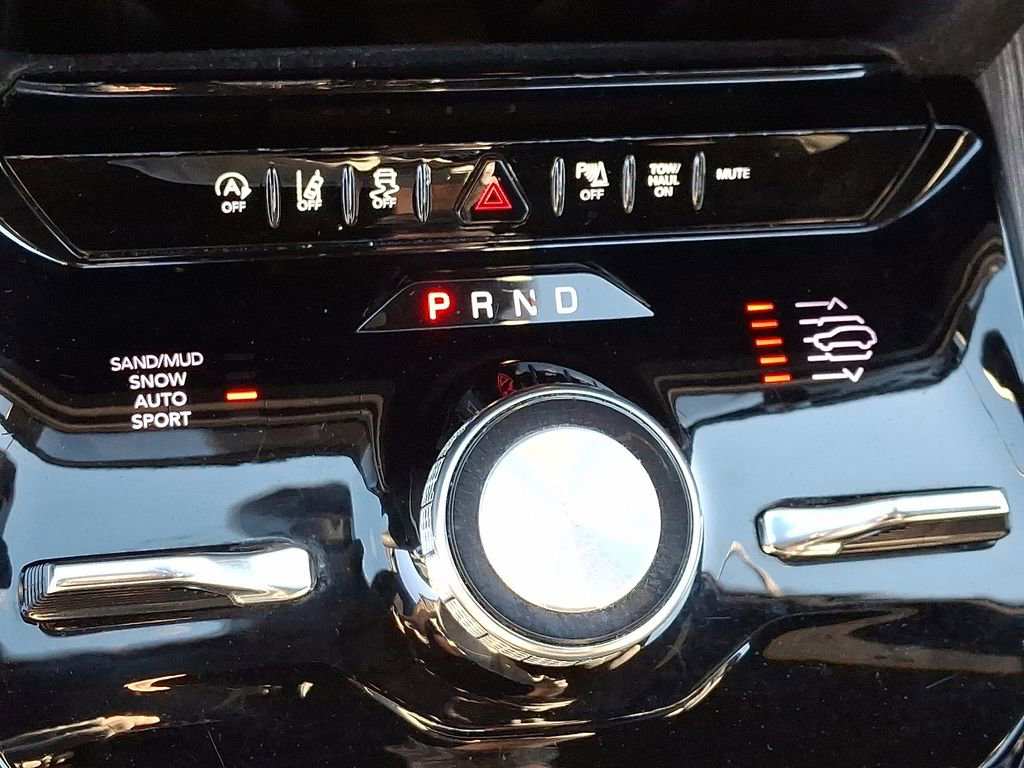 A
OFF
OFF
OFF
P
OFF
TOW/
HAUL
ON
MUTE
P R N D
SAND/MUD
SNOW
AUTO
SPORT